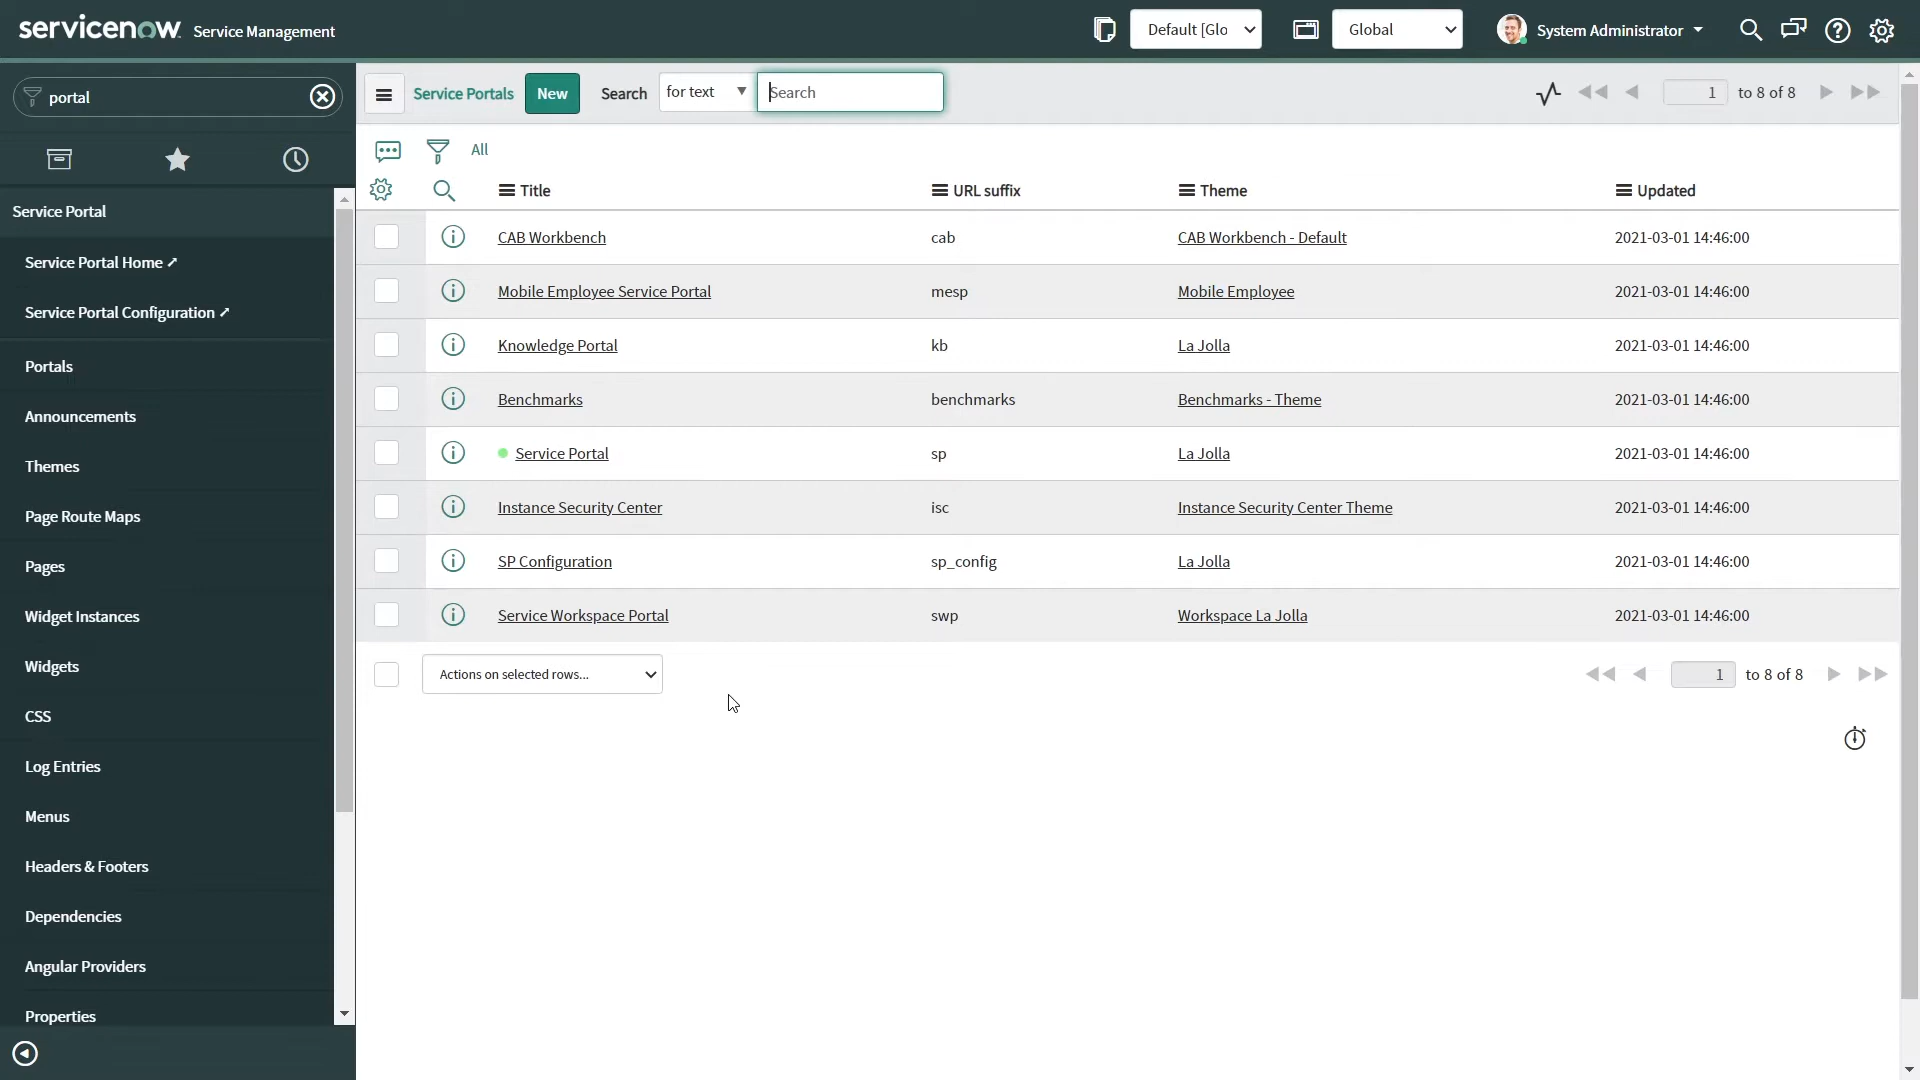 servicenow. Service Management
Default [Glo
Global
System Administrator
portal
Service Portals New Search for text Search 1 to 8 of 8
All
Title URL suffix Theme Updated
CAB Workbench cab CAB Workbench - Default 2021-03-01 14:46:00
Mobile Employee Service Portal mesp Mobile Employee 2021-03-01 14:46:00
Knowledge Portal kb La Jolla 2021-03-01 14:46:00
Benchmarks benchmarks Benchmarks - Theme 2021-03-01 14:46:00
Service Portal sp La Jolla 2021-03-01 14:46:00
Instance Security Center isc Instance Security Center Theme 2021-03-01 14:46:00
SP Configuration sp_config La Jolla 2021-03-01 14:46:00
Service Workspace Portal swp Workspace La Jolla 2021-03-01 14:46:00
Actions on selected rows... 1 to 8 of 8
Service Portal
Service Portal Home ↗
Service Portal Configuration ↗
Portals
Announcements
Themes
Page Route Maps
Pages
Widget Instances
Widgets
CSS
Log Entries
Menus
Headers & Footers
Dependencies
Angular Providers
Properties